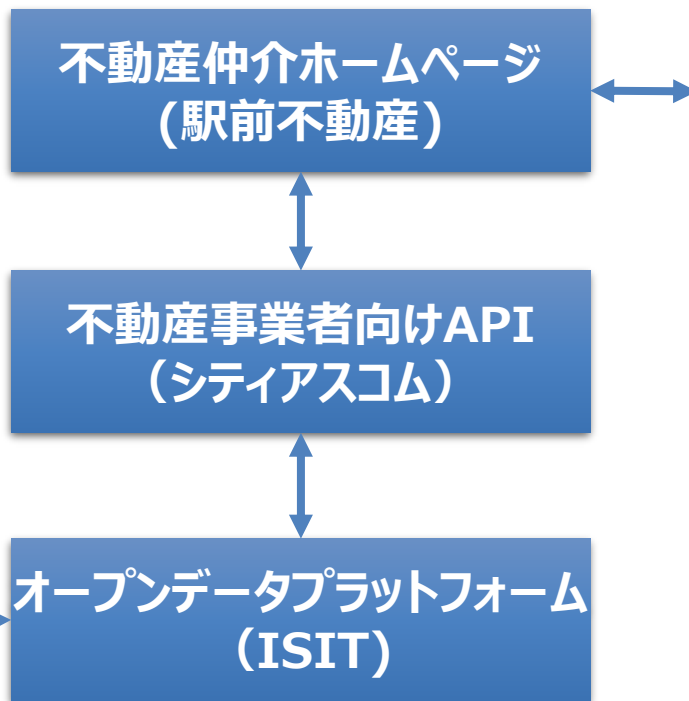 不動産仲介ホームページ
(駅前不動産)
不動産事業者向けAPI
（シティアスコム）
オープンデータプラットフォーム
（ISIT)